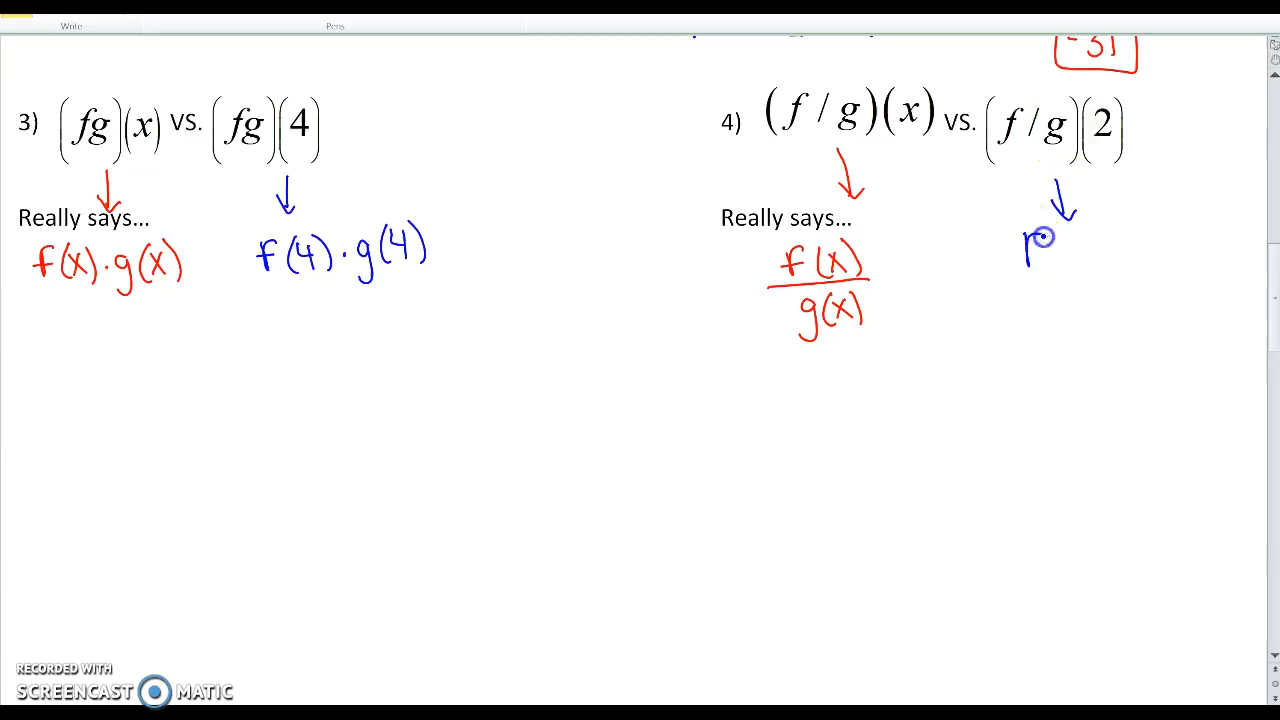 Write Pens
-31
3) (fg)(x) VS. (fg)(4)
Really says...
f(x)·g(x) f(4)·g(4)
4) (f / g)(x) VS. (f / g)(2)
Really says...
f(x)
g(x)
RECORDED WITH
SCREENCAST MATIC